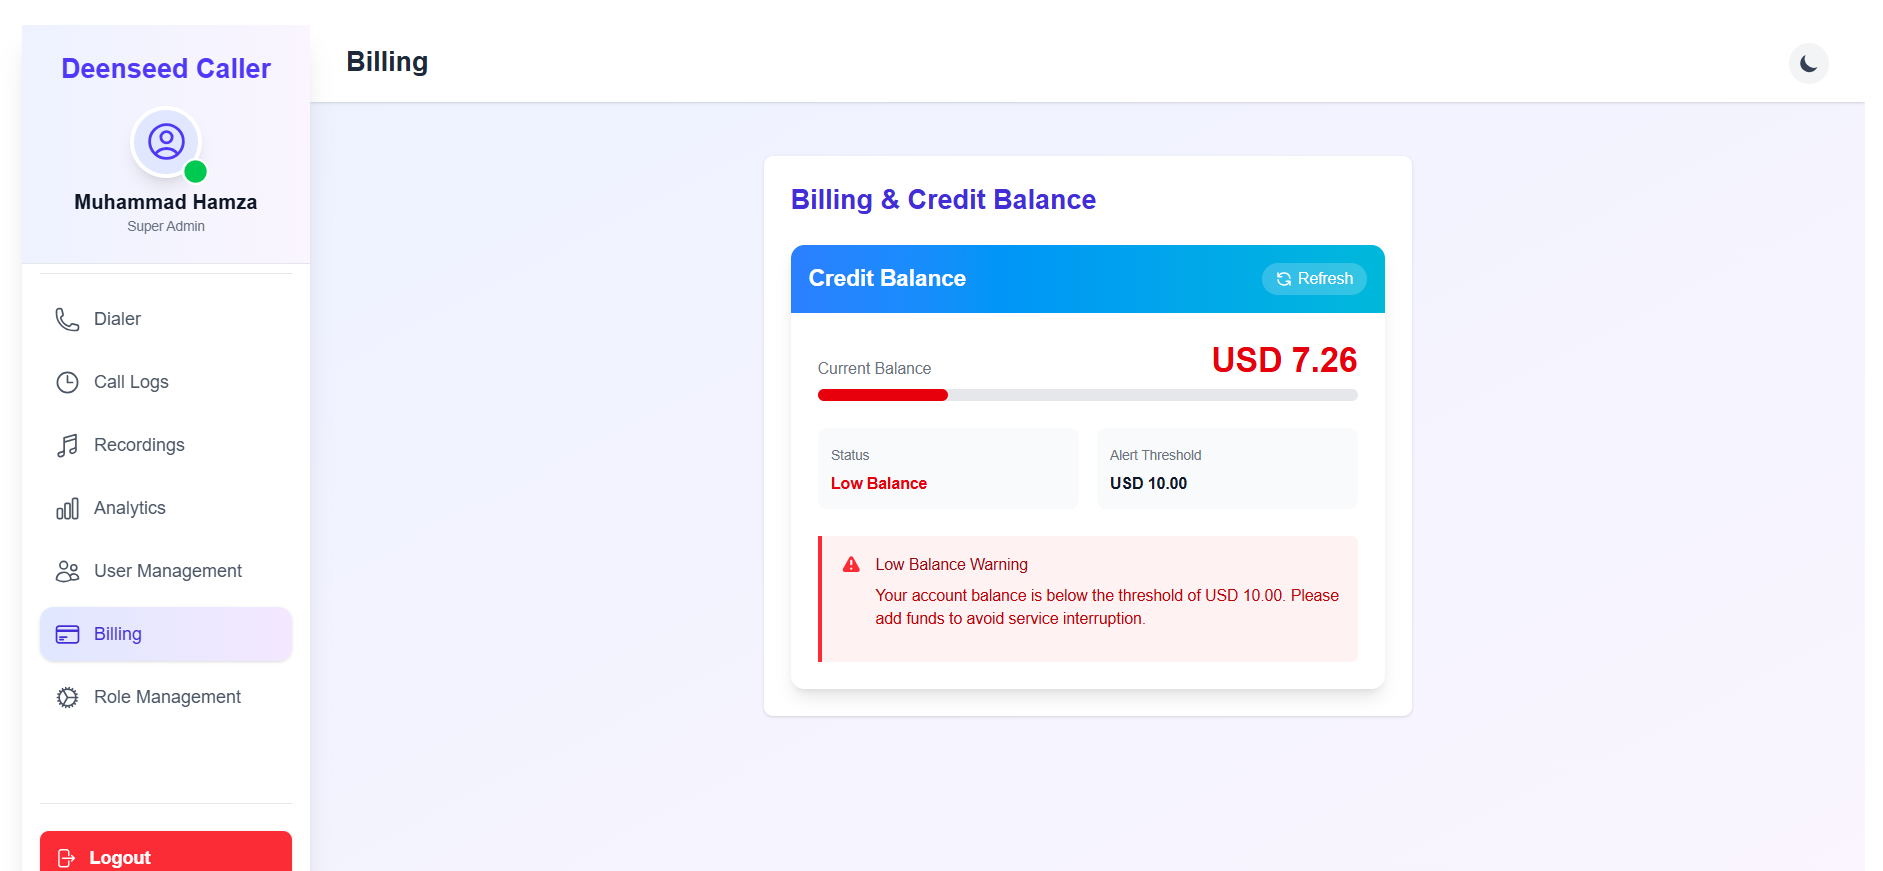 Deenseed Caller
Muhammad Hamza
Super Admin
Dialer
Call Logs
Recordings
Analytics
User Management
Billing
Role Management
Logout
Billing
Billing & Credit Balance
Credit Balance
Refresh
Current Balance
USD 7.26
Status
Low Balance
Alert Threshold
USD 10.00
Low Balance Warning
Your account balance is below the threshold of USD 10.00. Please
add funds to avoid service interruption.